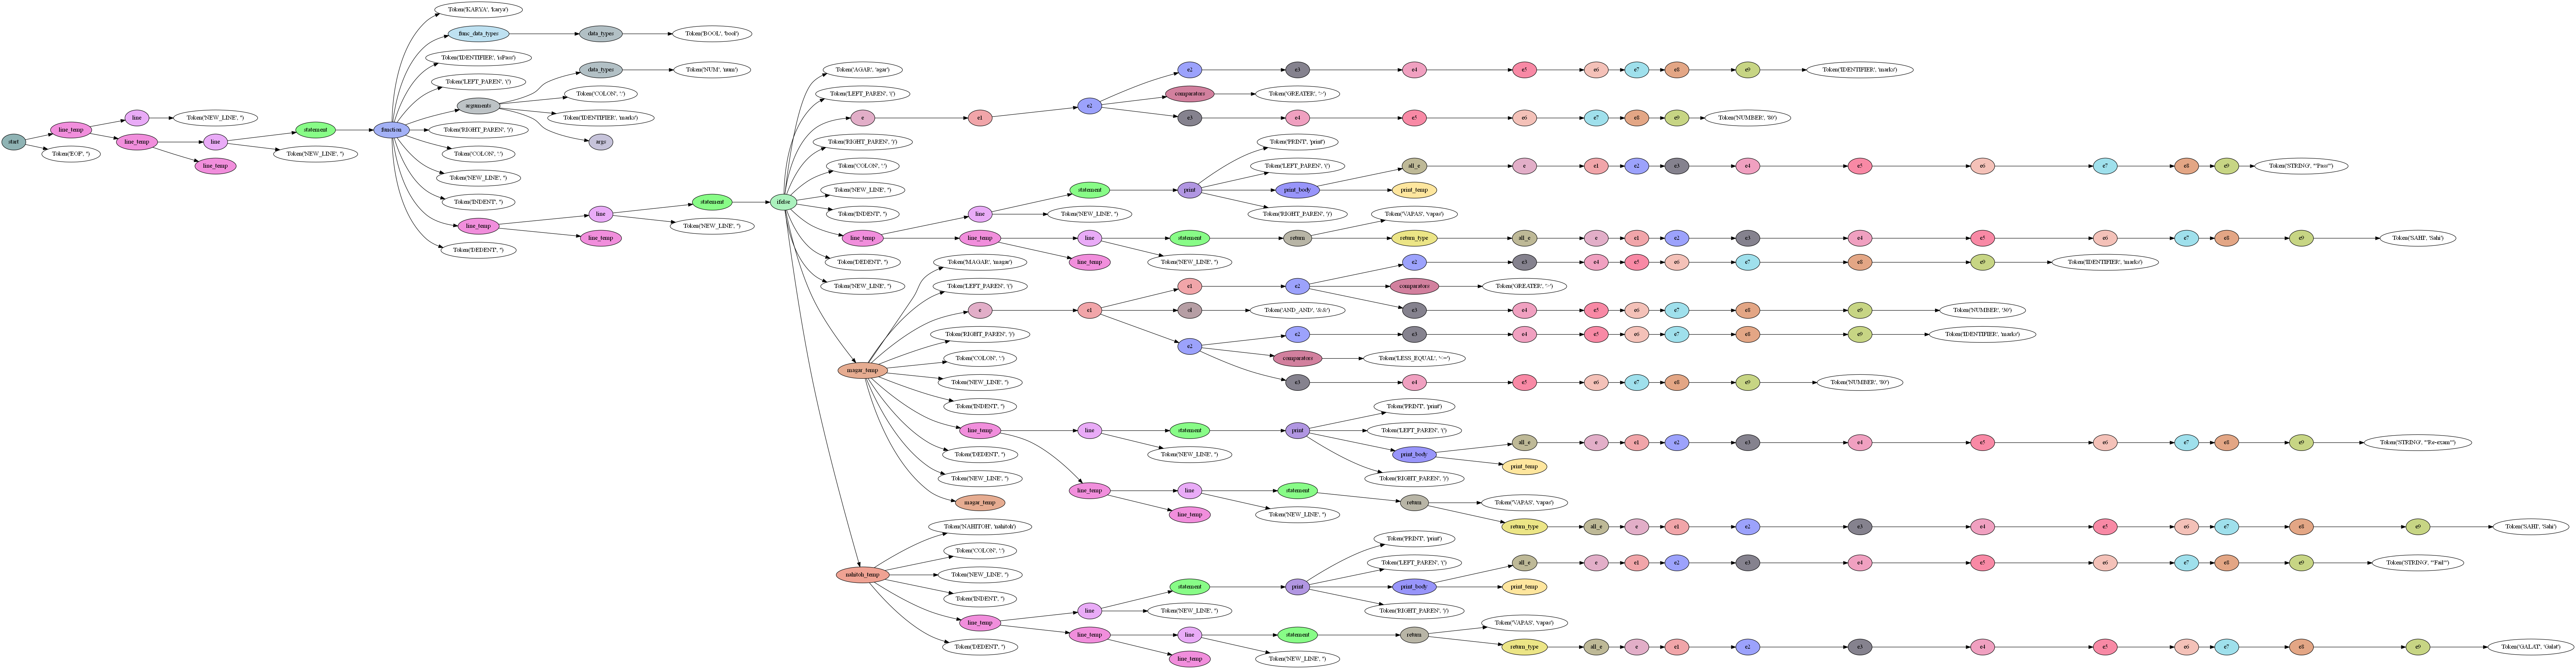 Token('KARYA', 'karya')
func_data_types data_types Token('BOOL', 'bool')
Token('IDENTIFIER', 'isPass')
data_types Token('NUM', 'num') Token('AGAR', 'agar') e2 e3 e4 e5 e6 e7 e8 e9 Token('IDENTIFIER', 'marks')
Token('LEFT_PAREN', '(')
Token('COLON', ':') Token('LEFT_PAREN', '(') comparators Token('GREATER', '>')
arguments e2
line Token('NEW_LINE', '') Token('IDENTIFIER', 'marks') e e1 e3 e4 e5 e6 e7 e8 e9 Token('NUMBER', '80')
line_temp statement function Token('RIGHT_PAREN', ')')
start line_temp line args Token('RIGHT_PAREN', ')') Token('PRINT', 'print')
Token('EOF', '') Token('NEW_LINE', '') Token('COLON', ':')
line_temp Token('COLON', ':') Token('LEFT_PAREN', '(') all_e e e1 e2 e3 e4 e5 e6 e7 e8 e9 Token('STRING', '"Pass"')
Token('NEW_LINE', '')
Token('NEW_LINE', '') statement print print_body print_temp
Token('INDENT', '') statement ifelse
line Token('INDENT', '') line Token('NEW_LINE', '') Token('RIGHT_PAREN', ')') Token('VAPAS', 'vapas')
line_temp Token('NEW_LINE', '')
line_temp line_temp line_temp line statement return return_type all_e e e1 e2 e3 e4 e5 e6 e7 e8 e9 Token('SAHI', 'Sahi')
Token('DEDENT', '')
Token('DEDENT', '') Token('MAGAR', 'magar') line_temp Token('NEW_LINE', '') e2 e3 e4 e5 e6 e7 e8 e9 Token('IDENTIFIER', 'marks')
Token('NEW_LINE', '') Token('LEFT_PAREN', '(') e1 e2 comparators Token('GREATER', '>')
e e1 Token('AND_AND', '&&') e3 e4 e5 e6 e7 e8 e9 Token('NUMBER', '30')
Token('RIGHT_PAREN', ')') e2 e3 e4 e5 e6 e7 e8 e9 Token('IDENTIFIER', 'marks')
e2
Token('COLON', ':') comparators Token('LESS_EQUAL', '<=')
magar_temp
Token('NEW_LINE', '') e3 e4 e5 e6 e7 e8 e9 Token('NUMBER', '80')
Token('INDENT', '') Token('PRINT', 'print')
line_temp line statement print Token('LEFT_PAREN', '(')
all_e e e1 e2 e3 e4 e5 e6 e7 e8 e9 Token('STRING', '"Re-exam"')
Token('DEDENT', '') Token('NEW_LINE', '') print_body
print_temp
Token('NEW_LINE', '') Token('RIGHT_PAREN', ')')
line_temp line statement
magar_temp return Token('VAPAS', 'vapas')
line_temp Token('NEW_LINE', '')
Token('NAHITOH', 'nahitoh') return_type all_e e e1 e2 e3 e4 e5 e6 e7 e8 e9 Token('SAHI', 'Sahi')
Token('PRINT', 'print')
Token('COLON', ':')
Token('LEFT_PAREN', '(') all_e e e1 e2 e3 e4 e5 e6 e7 e8 e9 Token('STRING', '"Fail"')
nahitoh_temp Token('NEW_LINE', '')
statement print print_body print_temp
Token('INDENT', '')
line Token('NEW_LINE', '') Token('RIGHT_PAREN', ')')
line_temp Token('VAPAS', 'vapas')
line_temp line statement return
Token('DEDENT', '') return_type all_e e e1 e2 e3 e4 e5 e6 e7 e8 e9 Token('GALAT', 'Galat')
line_temp Token('NEW_LINE', '')